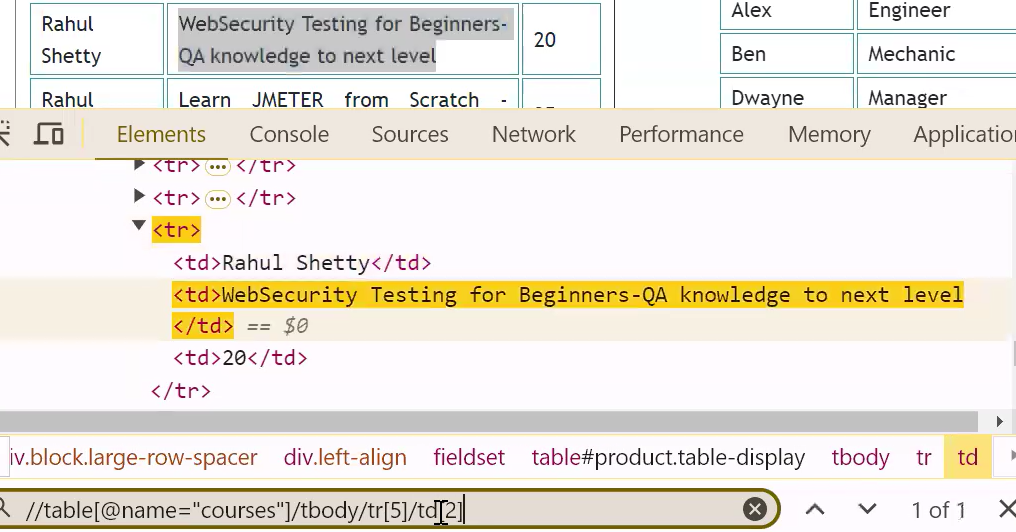 Rahul Shetty
WebSecurity Testing for Beginners-
QA knowledge to next level
20
Rahul
Learn JMETER from Scratch -
Alex
Engineer
Ben
Mechanic
Dwayne
Manager
Elements Console Sources Network Performance Memory Application
<tr> ••• </tr>
<tr> ••• </tr>
<tr>
<td>Rahul Shetty</td>
<td>WebSecurity Testing for Beginners-QA knowledge to next level
</td> == $0
<td>20</td>
</tr>
iv.block.large-row-spacer div.left-align fieldset table#product.table-display tbody tr td
//table[@name="courses"]/tbody/tr[5]/td[2] 1 of 1